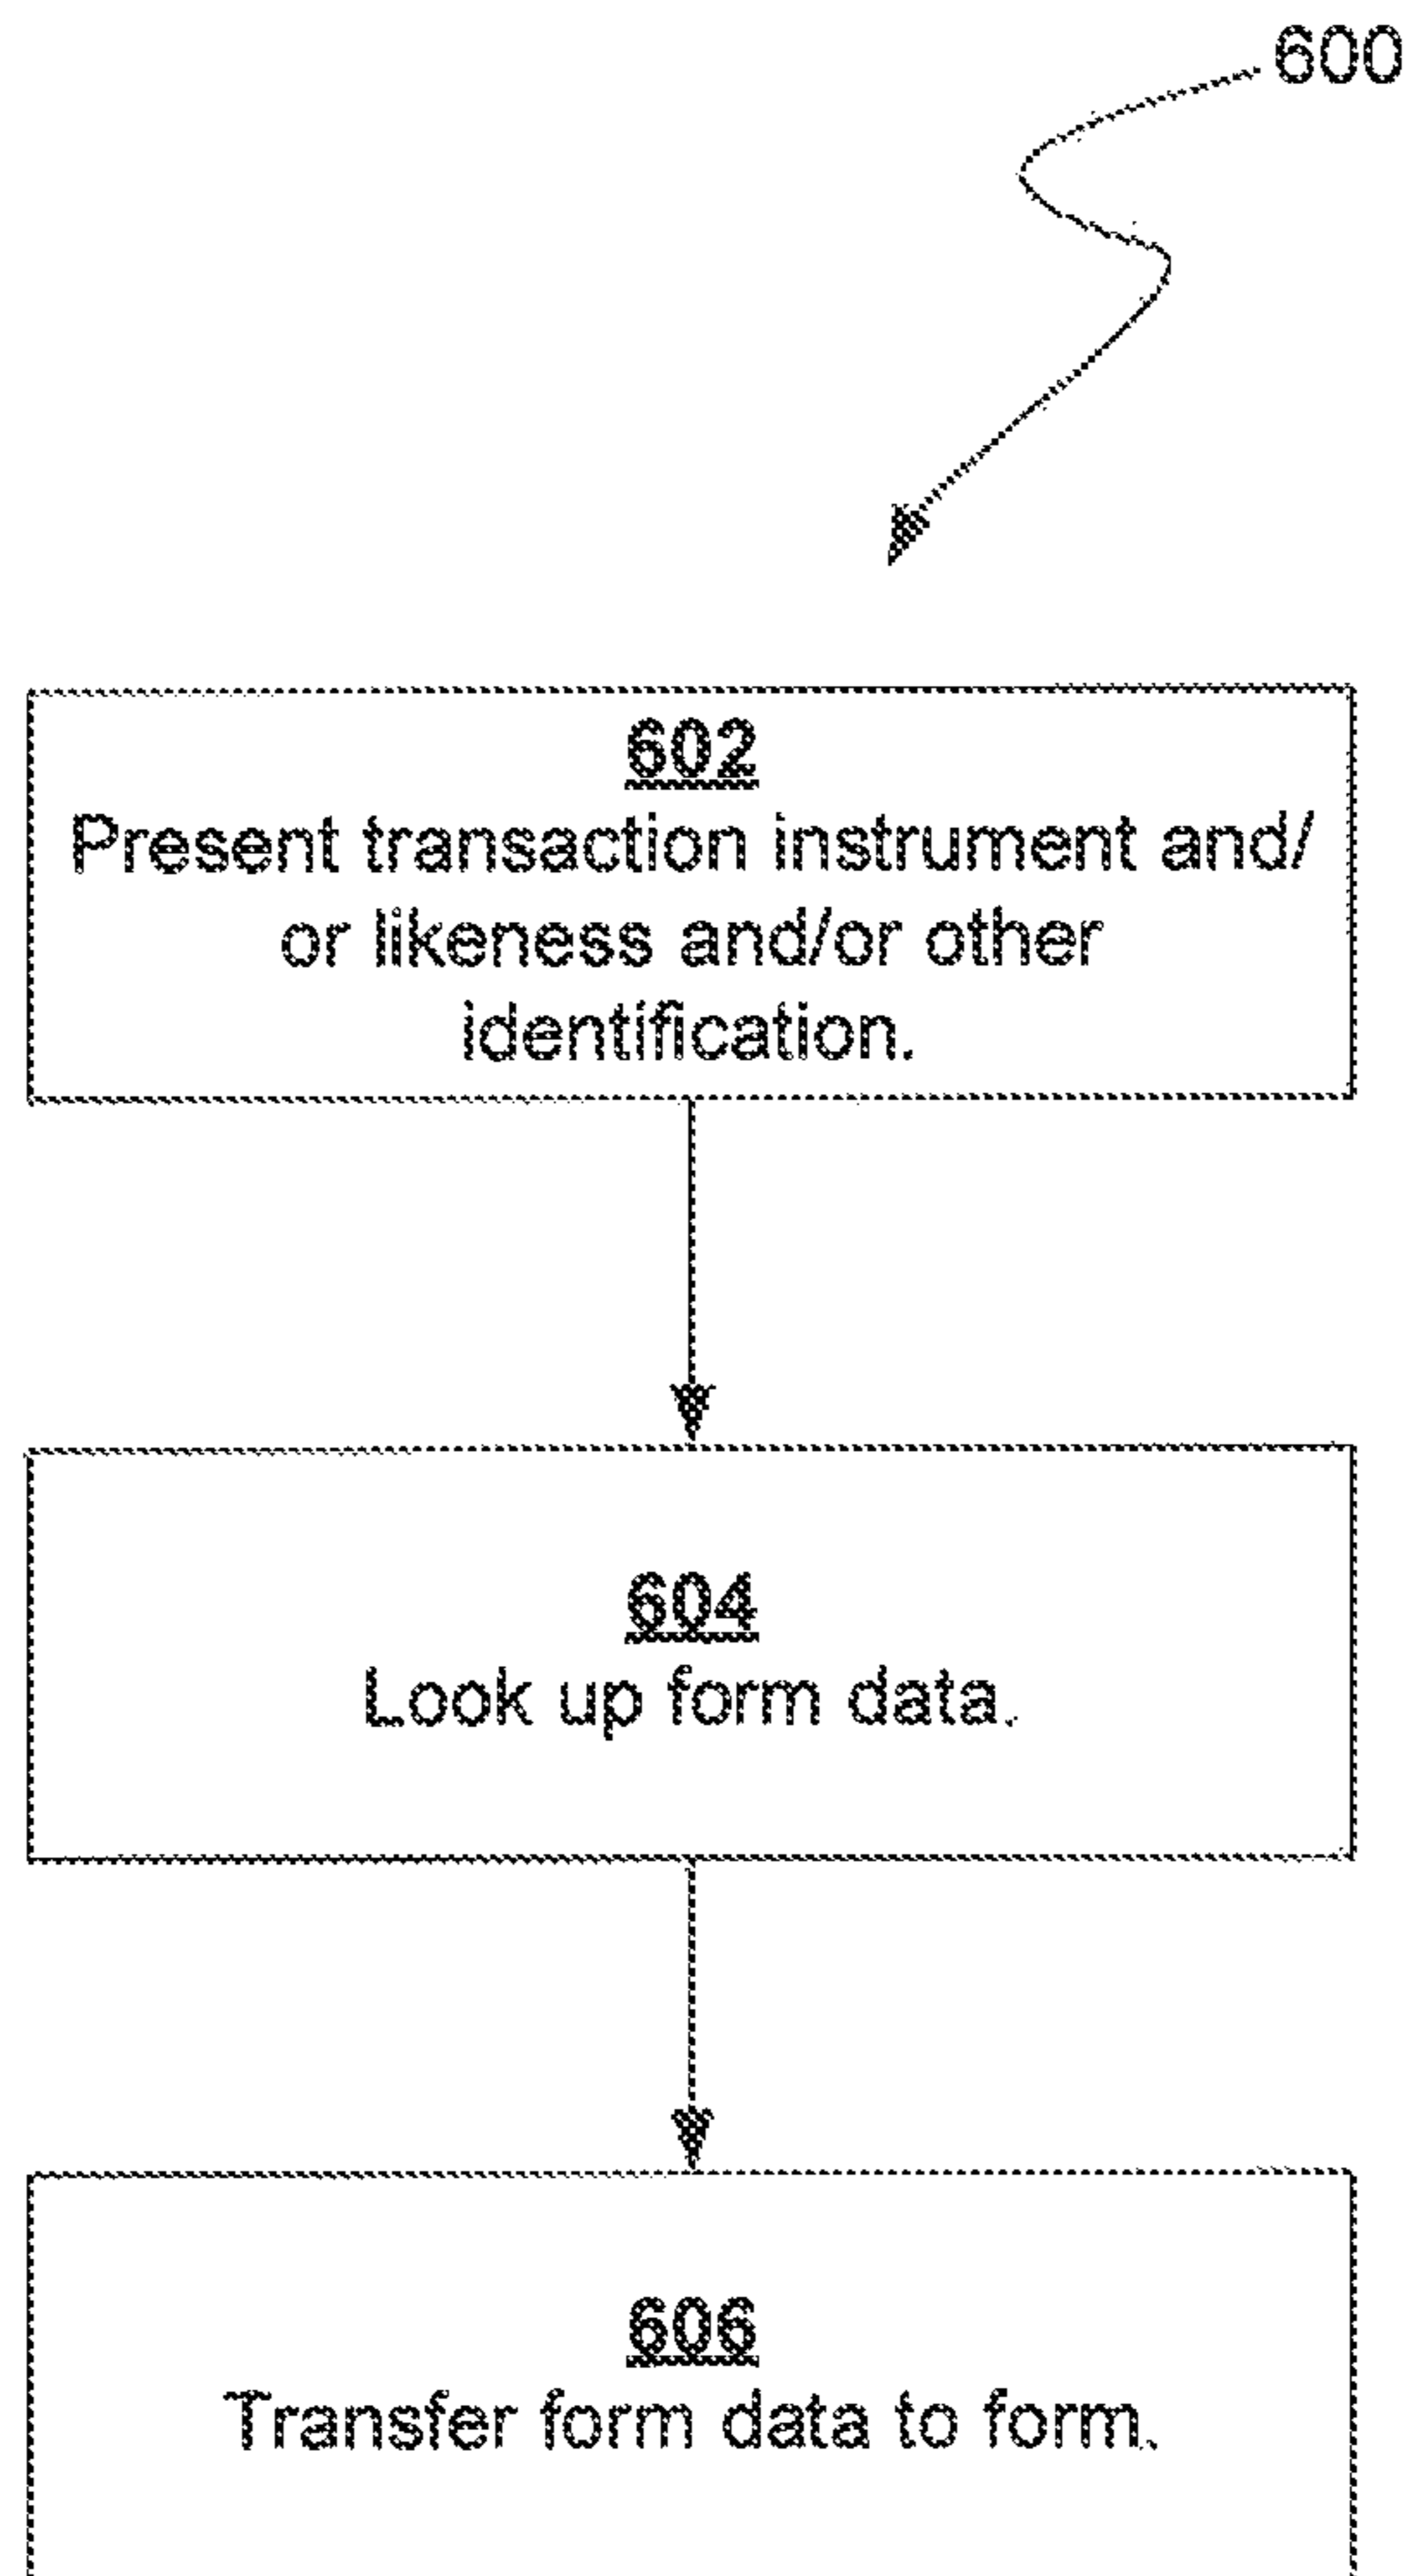 600
602
Present transaction instrument and/
or likeness and/or other
identification.
604
Look up form data.
606
Transfer form data to form.